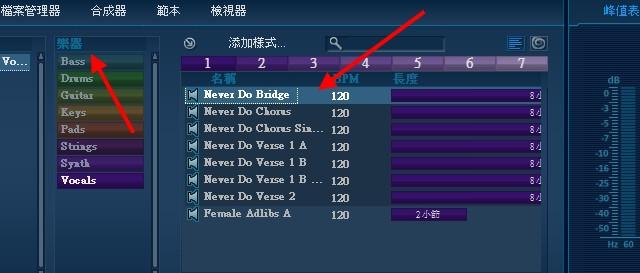 檔案管理器 合成器 範本 檢視器 峰值表
樂器 添加樣式...
Vo...
Bass
Drums
Guitar
Keys
Pads
Strings
Synth
Vocals
1 2 3 4 5 6 7
名稱 BPM 長度
Never Do Bridge 120 8小
Never Do Chorus 120 8小
Never Do Chorus Sin... 120 8小
Never Do Verse 1 A 120 8小
Never Do Verse 1 B 120 8小
Never Do Verse 1 B ... 120 8小
Never Do Verse 2 120 8小
Female Adlibs A 120 2小節
dB
-0
-5
-10
-15
-20
-25
-30
-40
-50
Hz 60